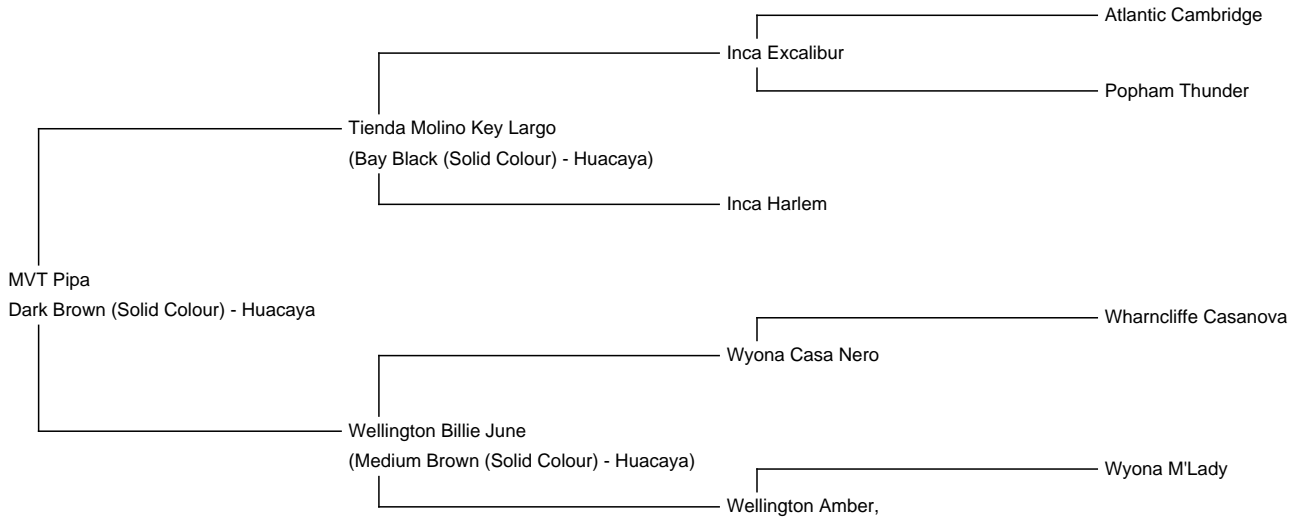 Atlantic Cambridge
Inca Excalibur
Popham Thunder
Tienda Molino Key Largo
(Bay Black (Solid Colour) - Huacaya)
Inca Harlem
MVT Pipa
Dark Brown (Solid Colour) - Huacaya
Wharncliffe Casanova
Wyona Casa Nero
Wellington Billie June
(Medium Brown (Solid Colour) - Huacaya)
Wyona M'Lady
Wellington Amber,